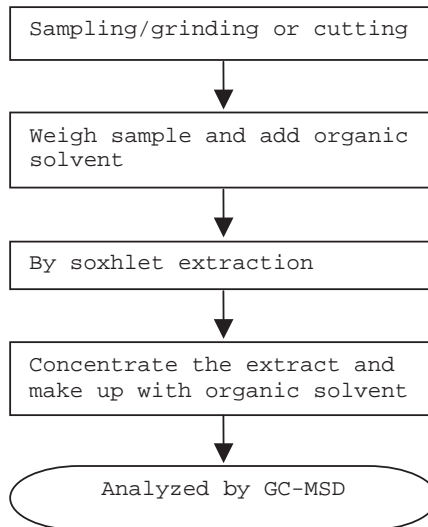 Sampling/grinding or cutting
Weigh sample and add organic
solvent
By soxhlet extraction
Concentrate the extract and
make up with organic solvent
Analyzed by GC-MSD